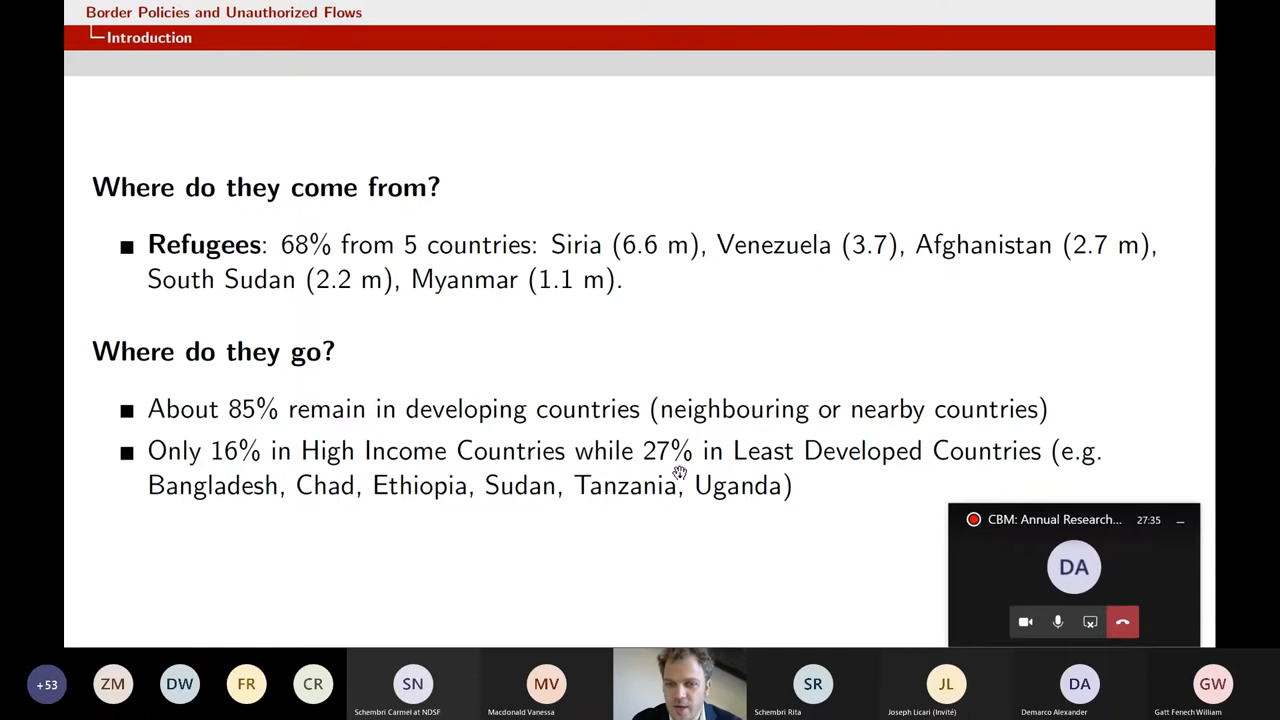 Border Policies and Unauthorized Flows
Introduction
Where do they come from?
Refugees: 68% from 5 countries: Siria (6.6 m), Venezuela (3.7), Afghanistan (2.7 m),
South Sudan (2.2 m), Myanmar (1.1 m).
Where do they go?
About 85% remain in developing countries (neighbouring or nearby countries)
Only 16% in High Income Countries while 27% in Least Developed Countries (e.g.
Bangladesh, Chad, Ethiopia, Sudan, Tanzania, Uganda)
CBM: Annual Research... 27:35
DA
+53 ZM DW FR CR SN MV SR JL DA GW
Schembri Carmel at NDSF Macdonald Vanessa Schembri Rita Joseph Licari (Invité) Demarco Alexander Gatt Fenech William